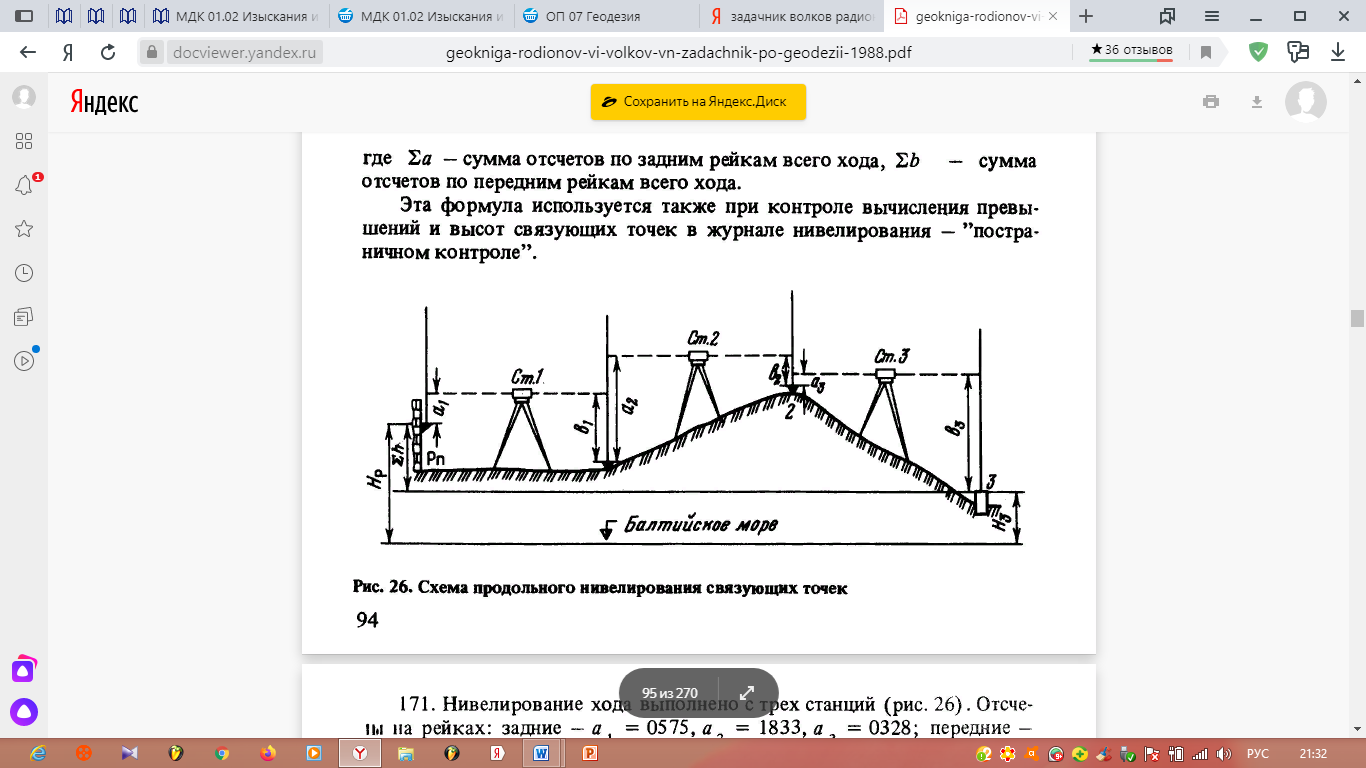 МДК 01.02 Изыскания и
МДК 01.02 Изыскания и
ОП 07 Геодезия
задачник волков радио
geokniga-rodionov-vi-
docviewer.yandex.ru
geokniga-rodionov-vi-volkov-vn-zadachnik-po-geodezii-1988.pdf
★36 отзывов
Яндекс
Сохранить на Яндекс.Диск
1
где Σa – сумма отсчетов по задним рейкам всего хода, Σb – сумма
отсчетов по передним рейкам всего хода.
Эта формула используется также при контроле вычисления превы-
шений и высот связующих точек в журнале нивелирования – ”постра-
ничном контроле”.
Ст.1
Ст.2
Ст.3
a₁
в₁
a₂
в₂
a₃
в₃
2
3
Рп
Σh
Hр
H₃
Балтийское море
Рис. 26. Схема продольного нивелирования связующих точек
94
95 из 270
171. Нивелирование хода выполнено с трех станций (рис. 26). Отсче-
ты на рейках: задние – a₁ = 0575, a₂ = 1833, a₃ = 0328; передние –
РУС
21:32